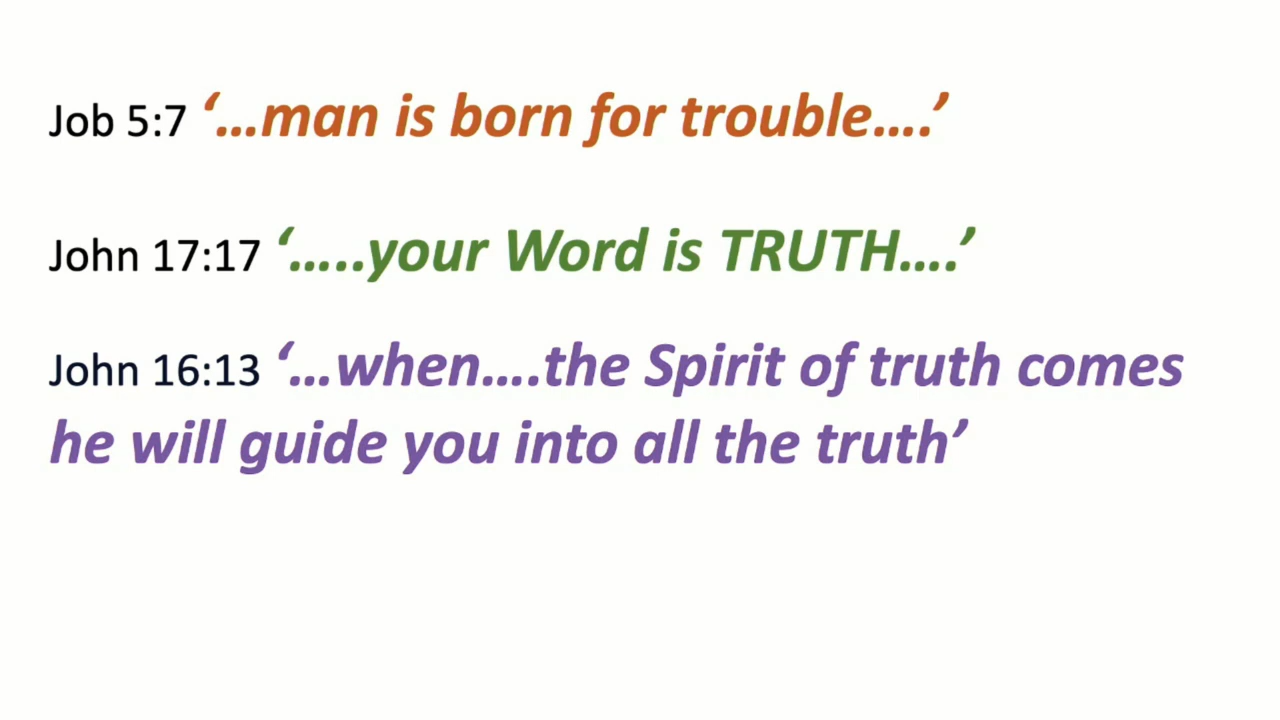 Job 5:7 ‘…man is born for trouble….’
John 17:17 ‘…..your Word is TRUTH….’
John 16:13 ‘…when….the Spirit of truth comes
he will guide you into all the truth’